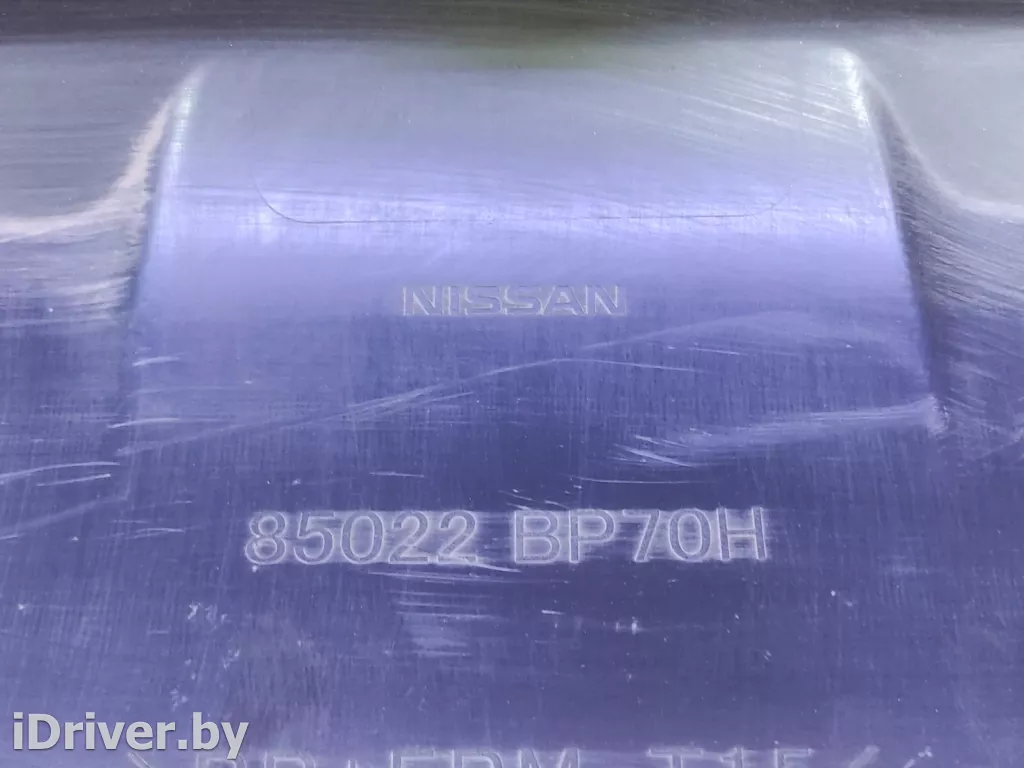 NISSAN
85022 BP70H
iDriver.by